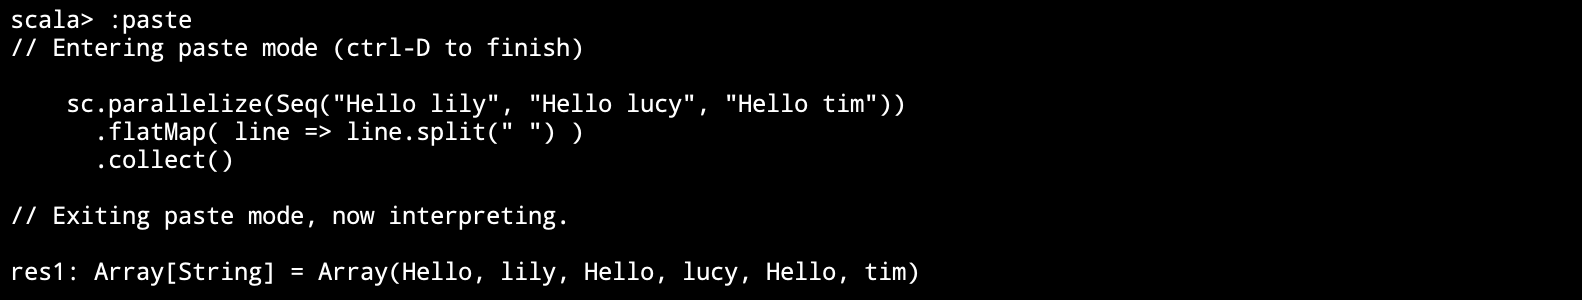 scala> :paste
// Entering paste mode (ctrl-D to finish)
sc.parallelize(Seq("Hello lily", "Hello lucy", "Hello tim"))
.flatMap( line => line.split(" ") )
.collect()
// Exiting paste mode, now interpreting.
res1: Array[String] = Array(Hello, lily, Hello, lucy, Hello, tim)